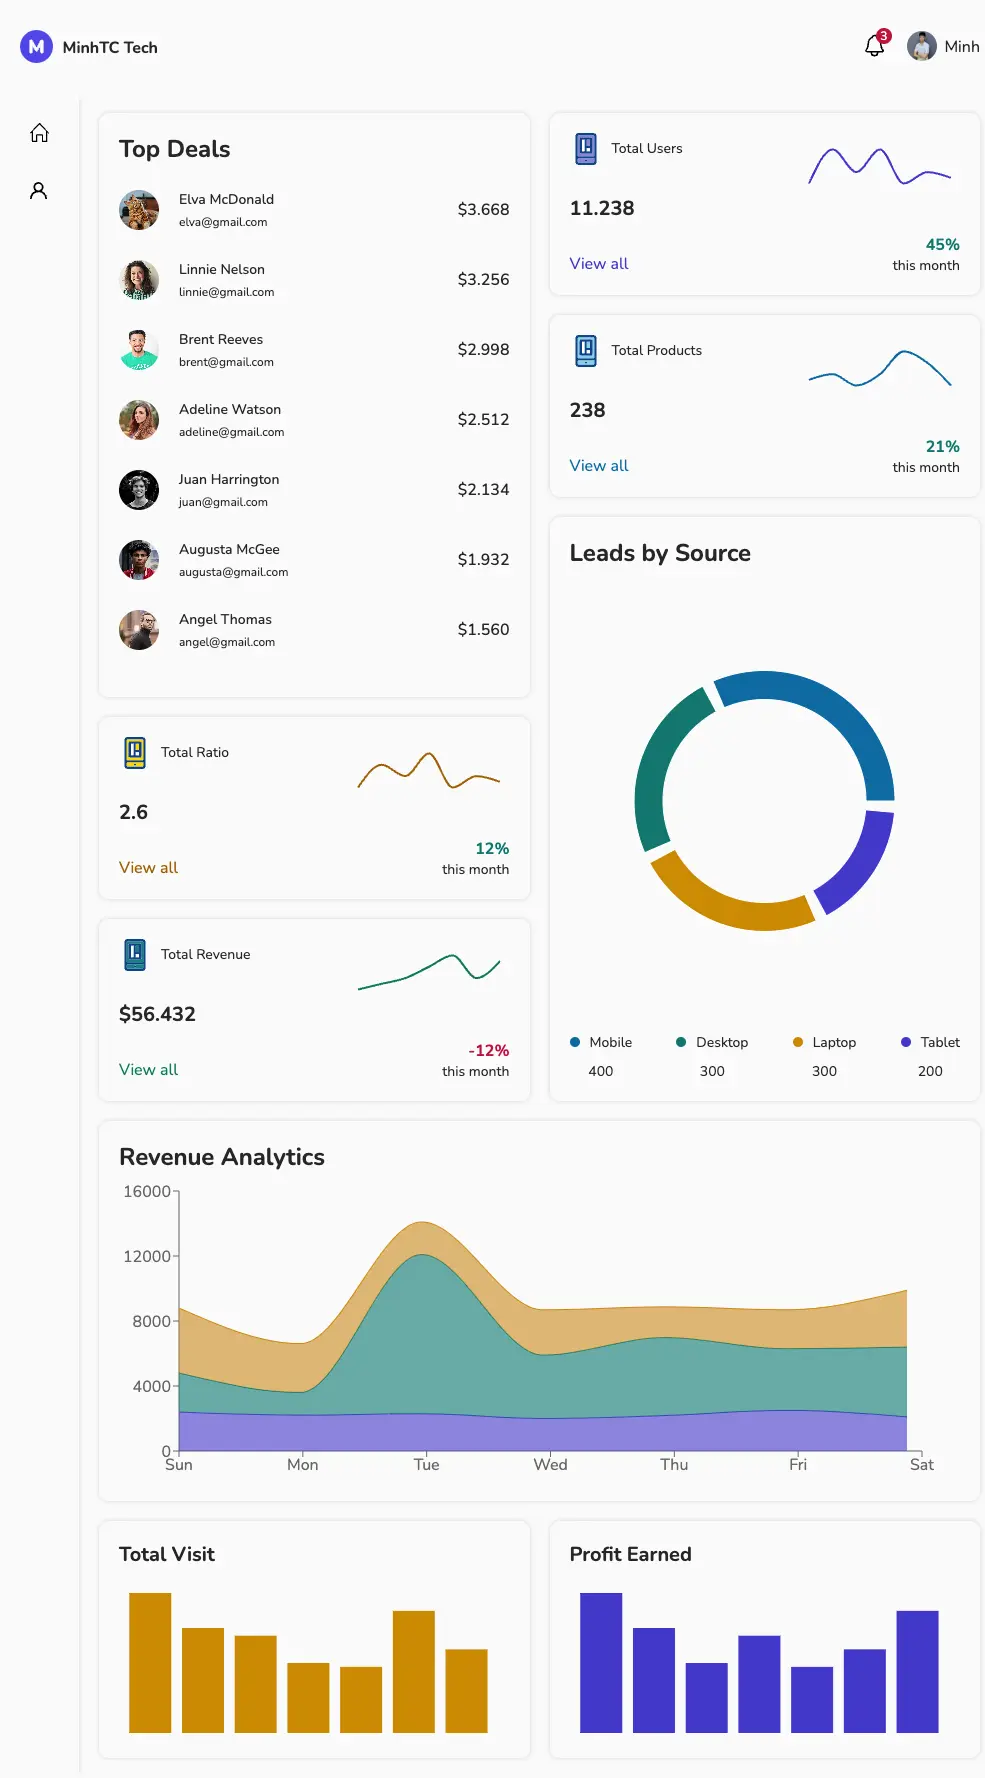 M MinhTC Tech
3 Minh
Top Deals
Elva McDonald
elva@gmail.com
$3.668
Linnie Nelson
linnie@gmail.com
$3.256
Brent Reeves
brent@gmail.com
$2.998
Adeline Watson
adeline@gmail.com
$2.512
Juan Harrington
juan@gmail.com
$2.134
Augusta McGee
augusta@gmail.com
$1.932
Angel Thomas
angel@gmail.com
$1.560
Total Users
11.238
View all
45%
this month
Total Products
238
View all
21%
this month
Leads by Source
Mobile
400
Desktop
300
Laptop
300
Tablet
200
Total Ratio
2.6
View all
12%
this month
Total Revenue
$56.432
View all
-12%
this month
Revenue Analytics
16000
12000
8000
4000
0
Sun Mon Tue Wed Thu Fri Sat
Total Visit
Profit Earned